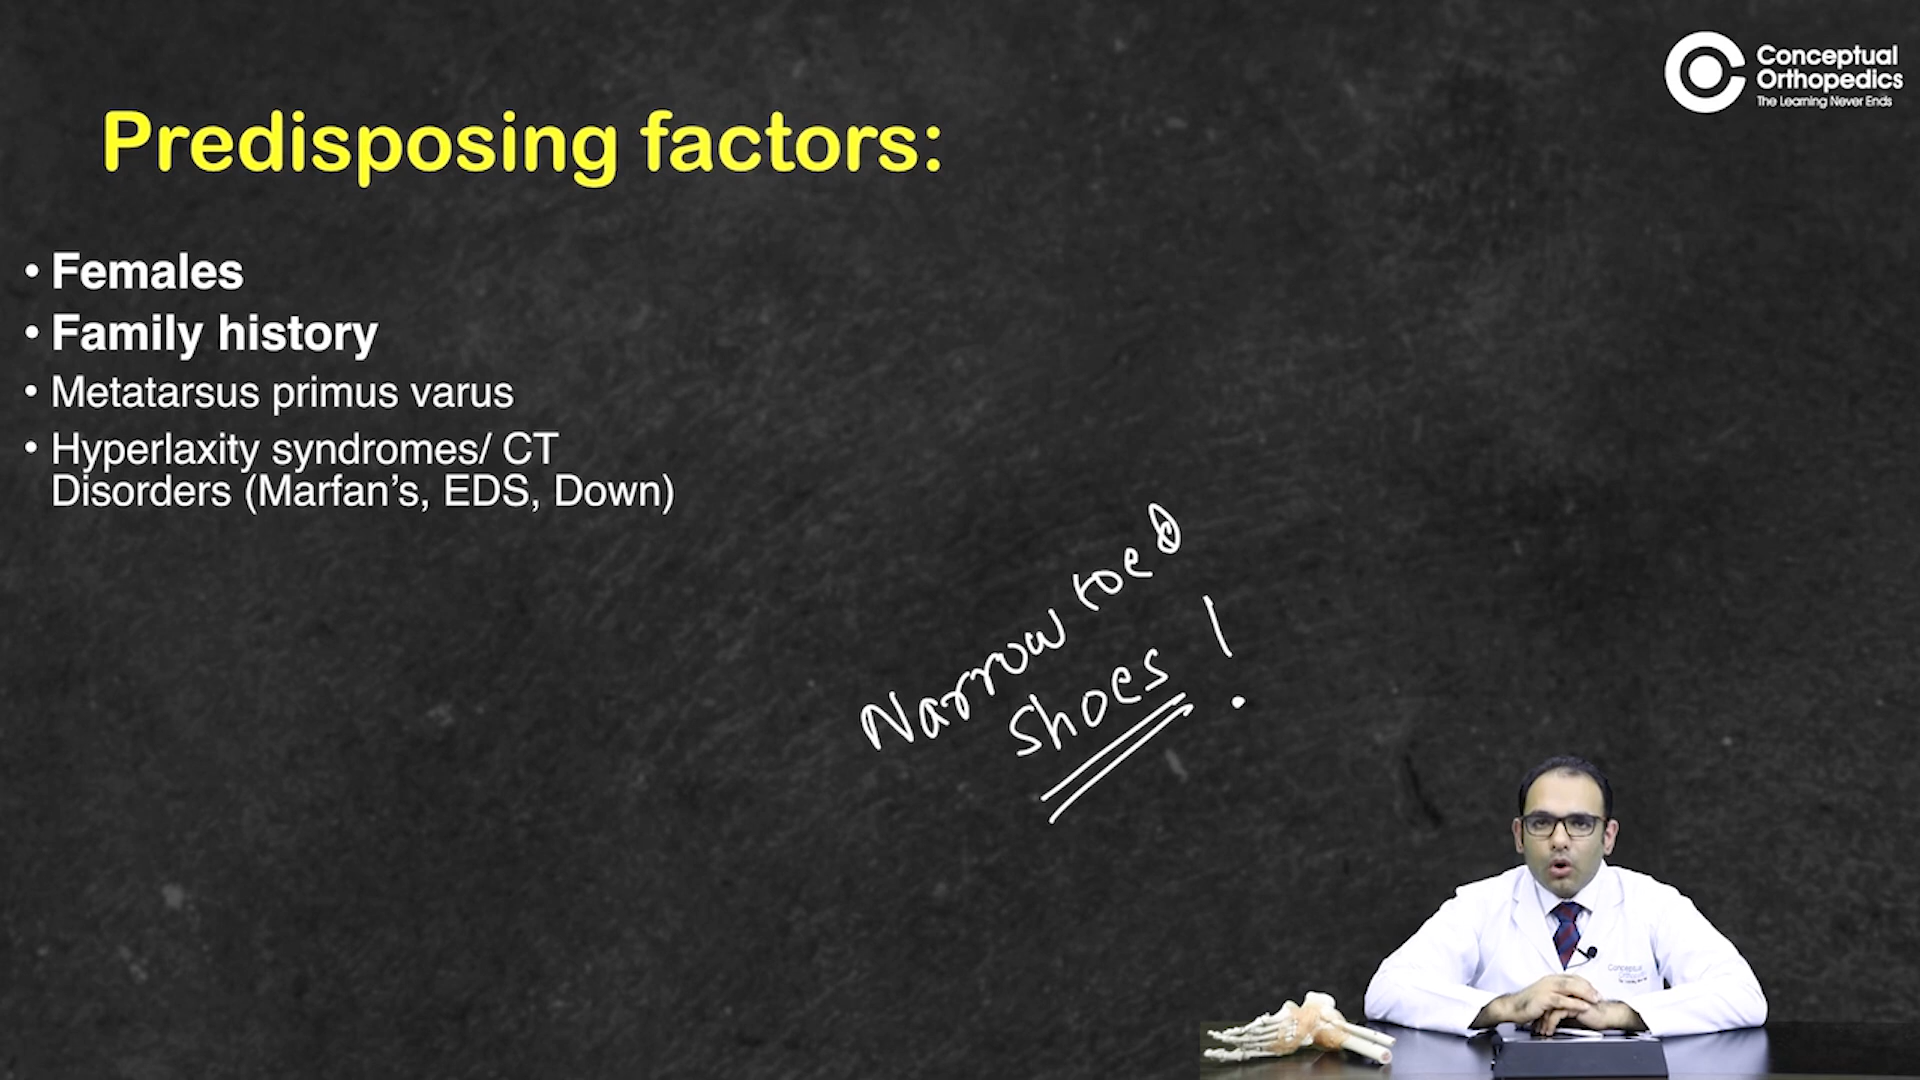 Conceptual
Orthopedics
The Learning Never Ends
Predisposing factors:
• Females
• Family history
• Metatarsus primus varus
• Hyperlaxity syndromes/ CT
Disorders (Marfan’s, EDS, Down)
Narrow toed
shoes !
Conceptual